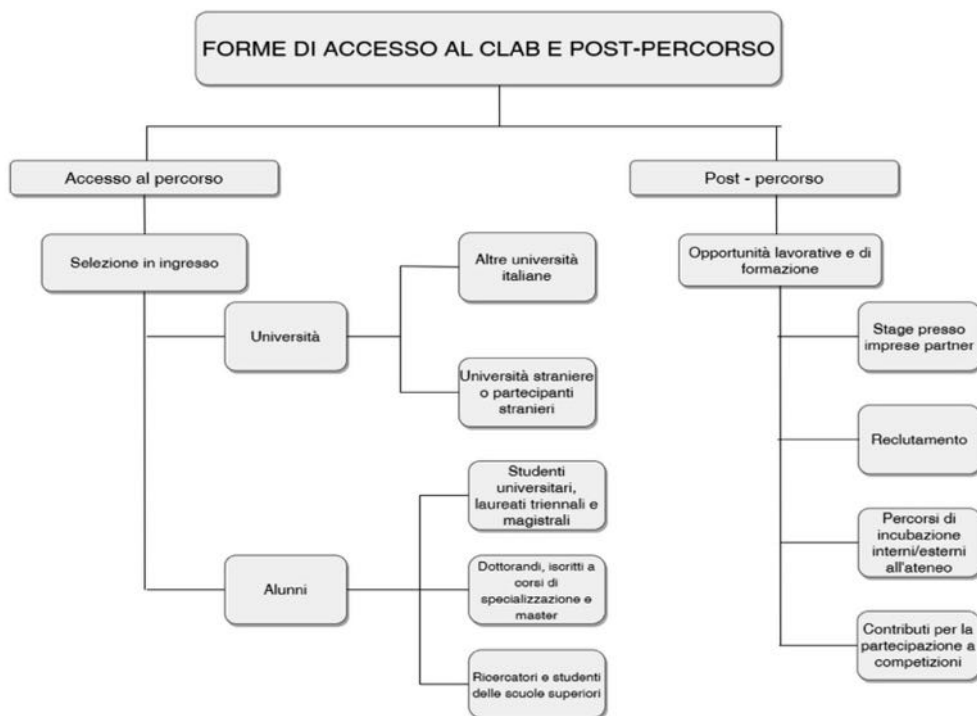 FORME DI ACCESSO AL CLAB E POST-PERCORSO
Accesso al percorso
Post - percorso
Selezione in ingresso
Altre università
italiane
Opportunità lavorative e di
formazione
Università
Stage presso
imprese partner
Università straniere
o partecipanti
stranieri
Reclutamento
Studenti
universitari,
laureati triennali e
magistrali
Percorsi di
incubazione
interni/esterni
all'ateneo
Alunni
Dottorandi, iscritti a
corsi di
specializzazione e
master
Contributi per la
partecipazione a
competizioni
Ricercatori e studenti
delle scuole superiori